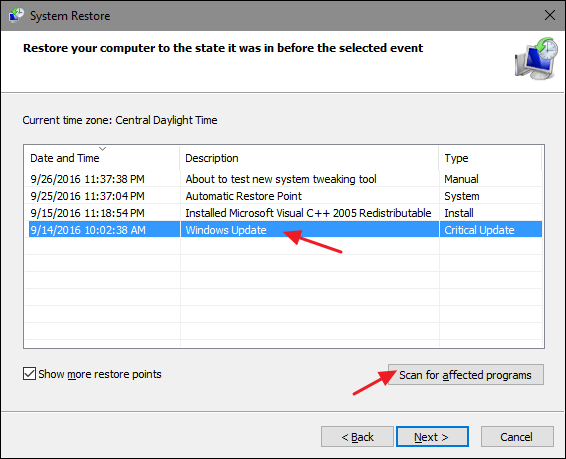 System Restore
Restore your computer to the state it was in before the selected event
Current time zone: Central Daylight Time
Date and Time Description Type
9/26/2016 11:37:38 PM About to test new system tweaking tool Manual
9/25/2016 11:37:04 PM Automatic Restore Point System
9/15/2016 11:18:54 PM Installed Microsoft Visual C++ 2005 Redistributable Install
9/14/2016 10:02:38 AM Windows Update Critical Update
Show more restore points Scan for affected programs
< Back Next > Cancel